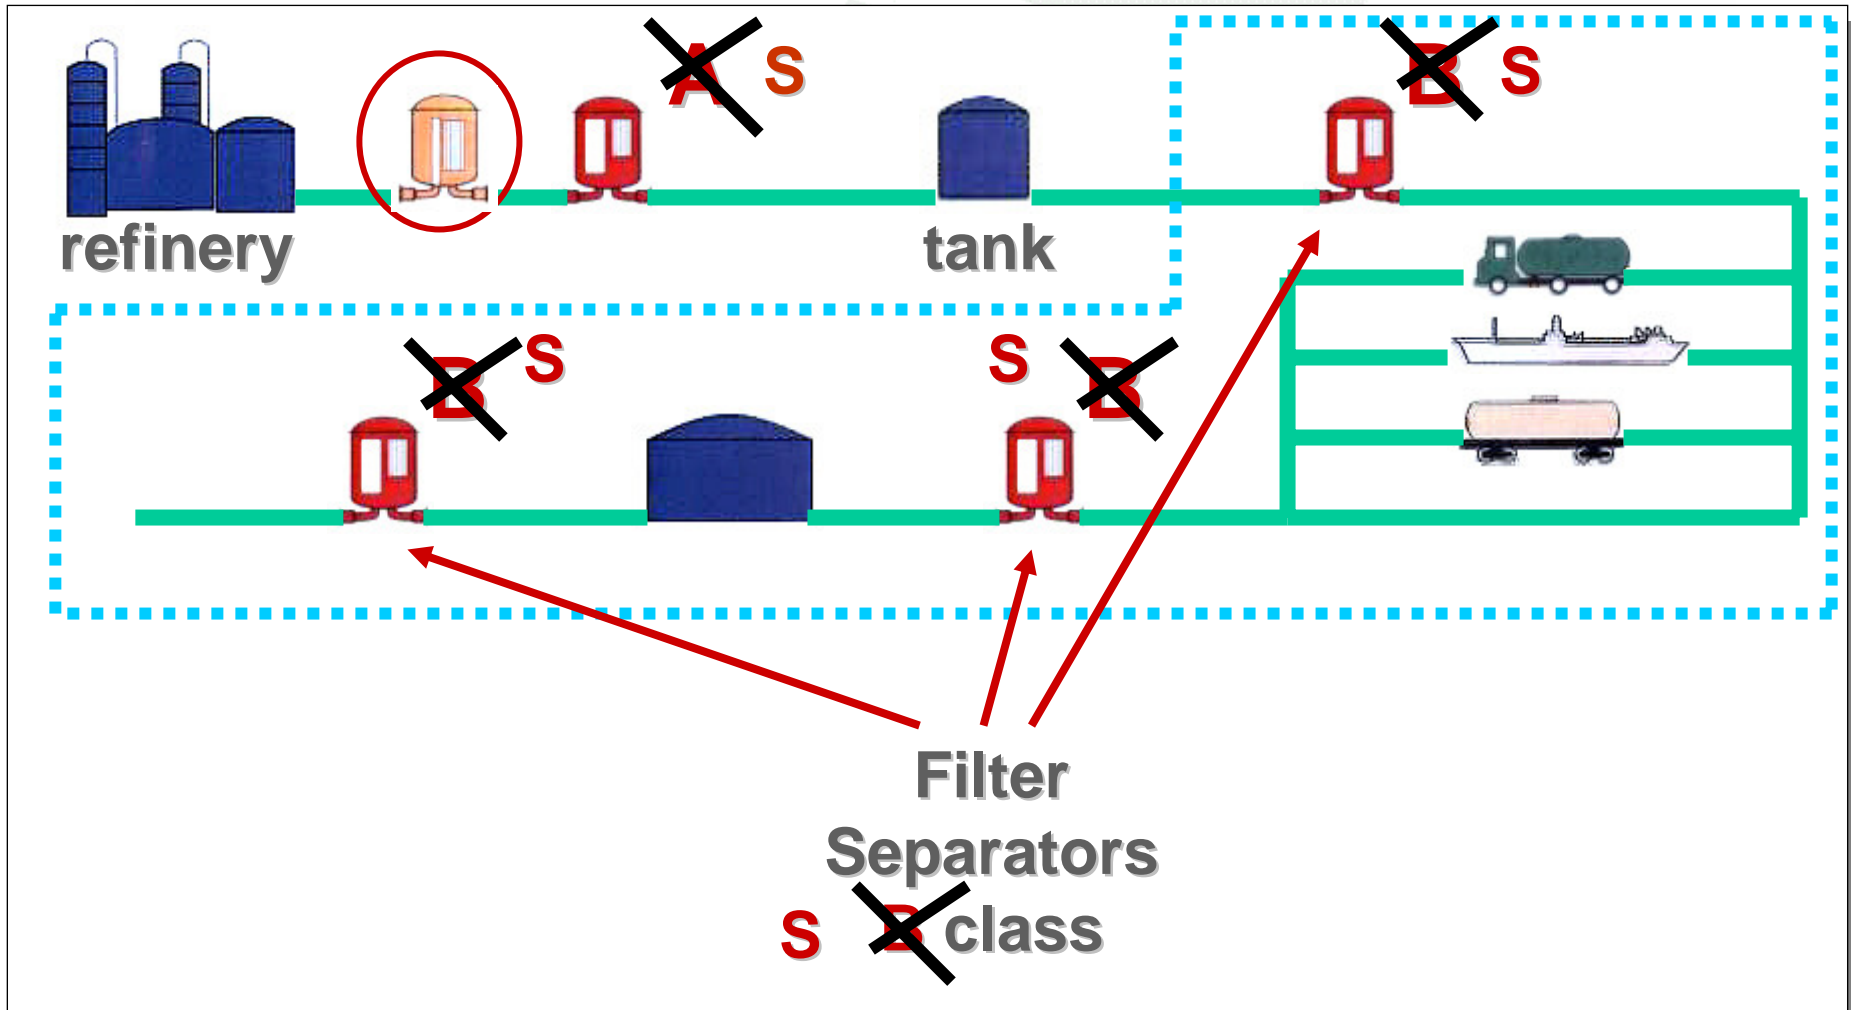 A S
B S
refinery
tank
B S
S B
Filter
Separators
S B class